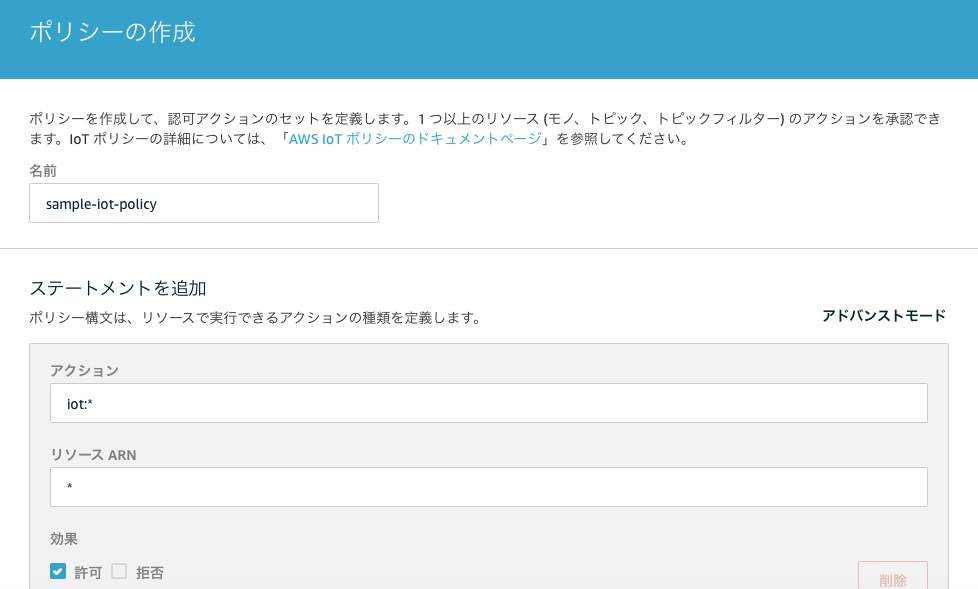 ポリシーの作成
ポリシーを作成して、認可アクションのセットを定義します。1 つ以上のリソース (モノ、トピック、トピックフィルター) のアクションを承認でき
ます。IoT ポリシーの詳細については、「AWS IoT ポリシーのドキュメントページ」を参照してください。
名前
sample-iot-policy
ステートメントを追加
ポリシー構文は、リソースで実行できるアクションの種類を定義します。
アドバンストモード
アクション
iot:*
リソース ARN
*
効果
許可 拒否
削除